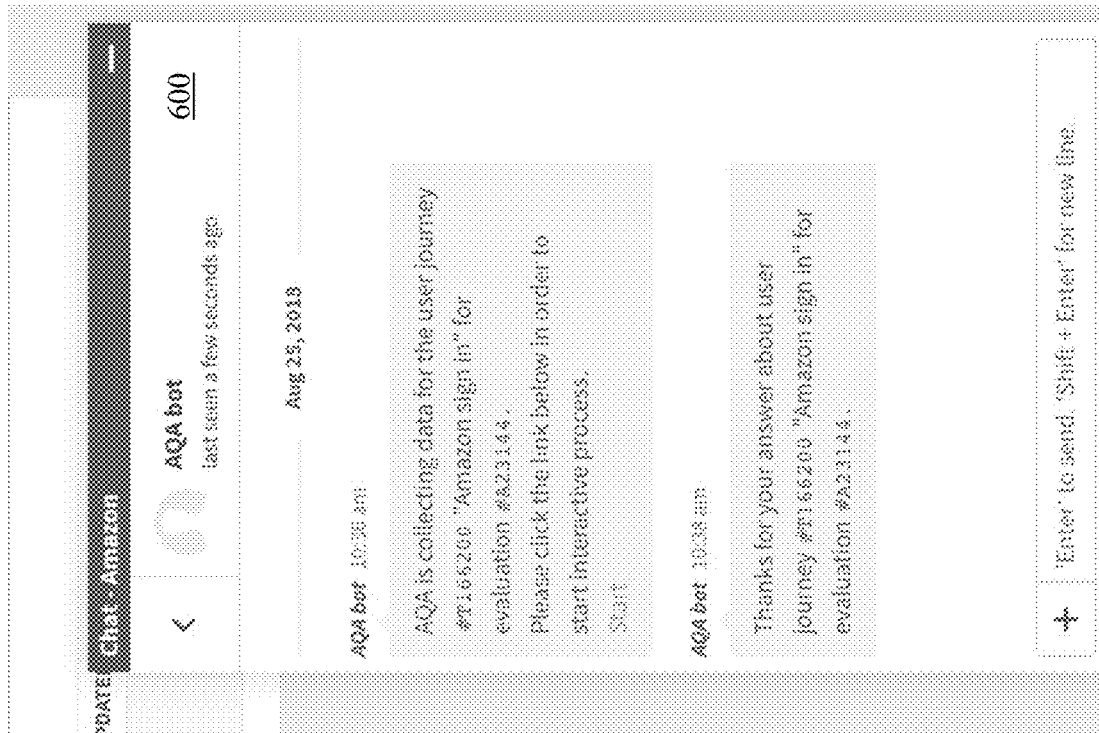 PDATE
Chat - Amazon
600
AQA bot
last seen a few seconds ago
Aug 25, 2018
AQA bot 10:36 am
AQA is collecting data for the user journey
#T166200 "Amazon sign in" for
evaluation #A23144.
Please click the link below in order to
start interactive process.
Start
AQA bot 10:38 am
Thanks for your answer about user
journey #T166200 "Amazon sign in" for
evaluation #A23144.
'Enter' to send. 'Shift + Enter' for new line.